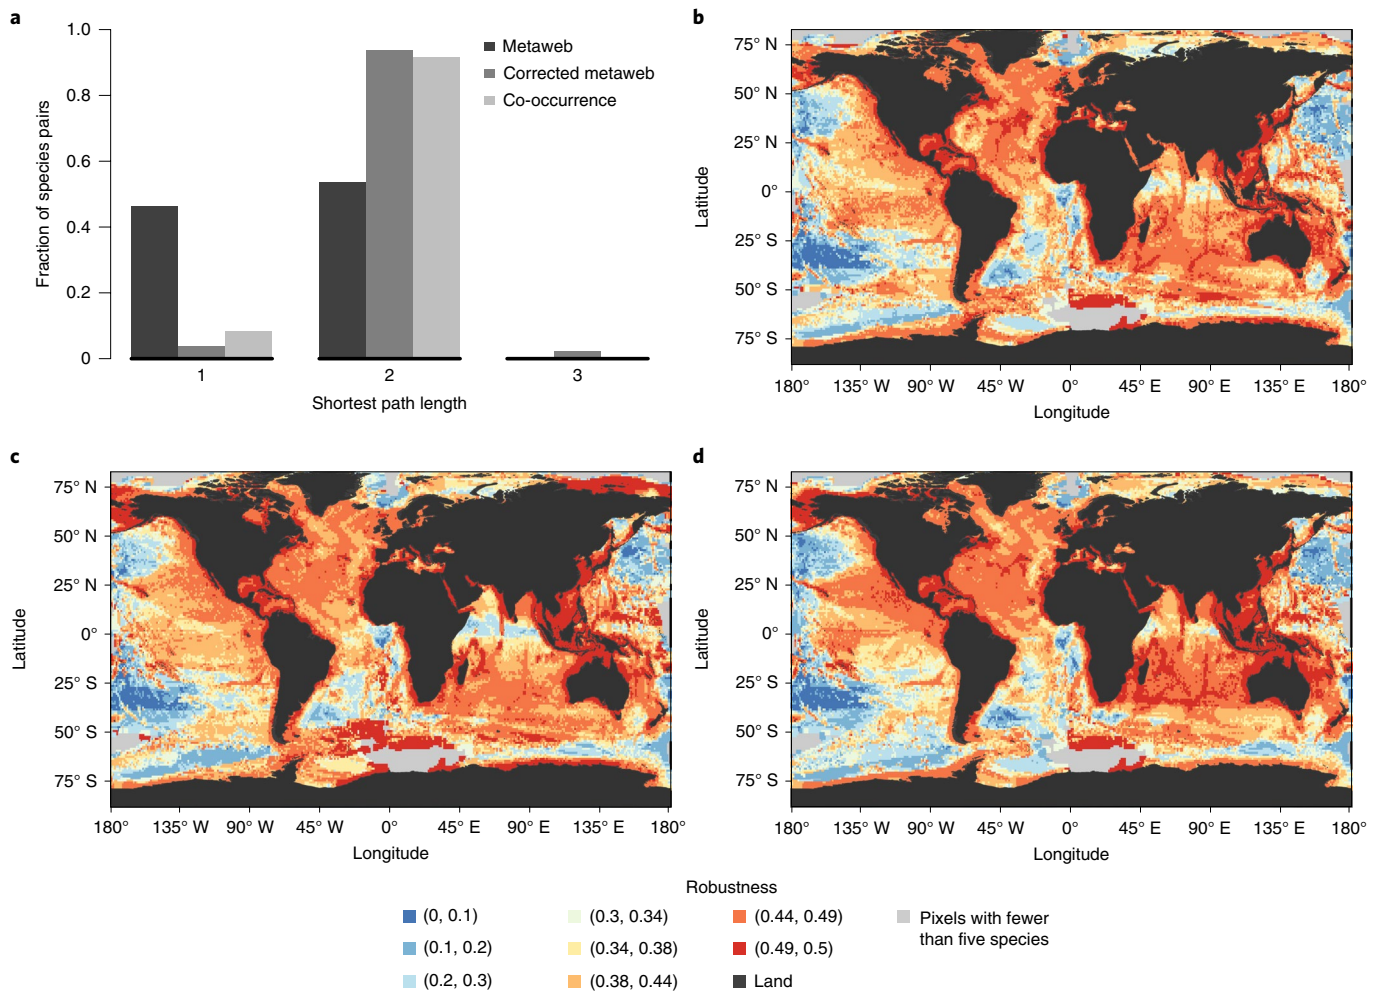 a
1.0
0.8
0.6
0.4
0.2
0
Fraction of species pairs
Metaweb
Corrected metaweb
Co-occurrence
1
2
3
Shortest path length
b
75° N
50° N
25° N
0°
25° S
50° S
75° S
Latitude
180°
135° W
90° W
45° W
0°
45° E
90° E
135° E
180°
Longitude
c
75° N
50° N
25° N
0°
25° S
50° S
75° S
Latitude
180°
135° W
90° W
45° W
0°
45° E
90° E
135° E
180°
Longitude
d
75° N
50° N
25° N
0°
25° S
50° S
75° S
Latitude
180°
135° W
90° W
45° W
0°
45° E
90° E
135° E
180°
Longitude
Robustness
(0, 0.1)
(0.1, 0.2)
(0.2, 0.3)
(0.3, 0.34)
(0.34, 0.38)
(0.38, 0.44)
(0.44, 0.49)
(0.49, 0.5)
Land
Pixels with fewer
than five species